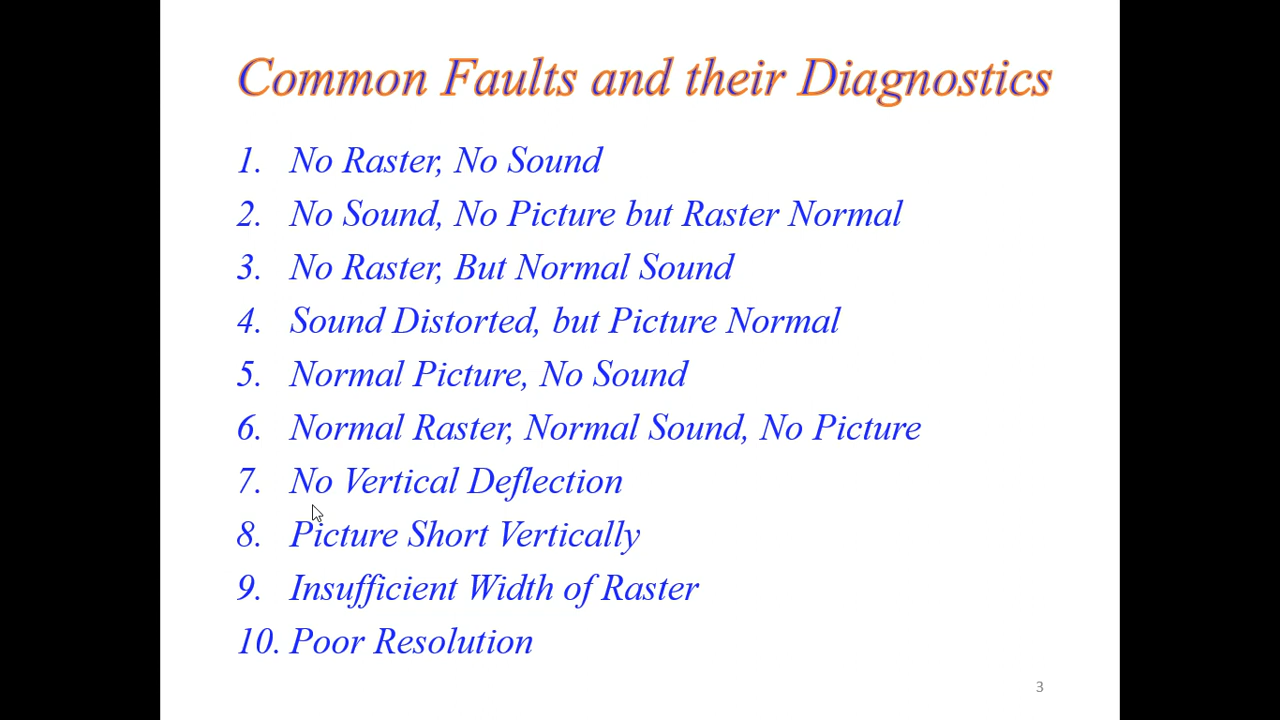 Common Faults and their Diagnostics
1. No Raster, No Sound
2. No Sound, No Picture but Raster Normal
3. No Raster, But Normal Sound
4. Sound Distorted, but Picture Normal
5. Normal Picture, No Sound
6. Normal Raster, Normal Sound, No Picture
7. No Vertical Deflection
8. Picture Short Vertically
9. Insufficient Width of Raster
10. Poor Resolution
3